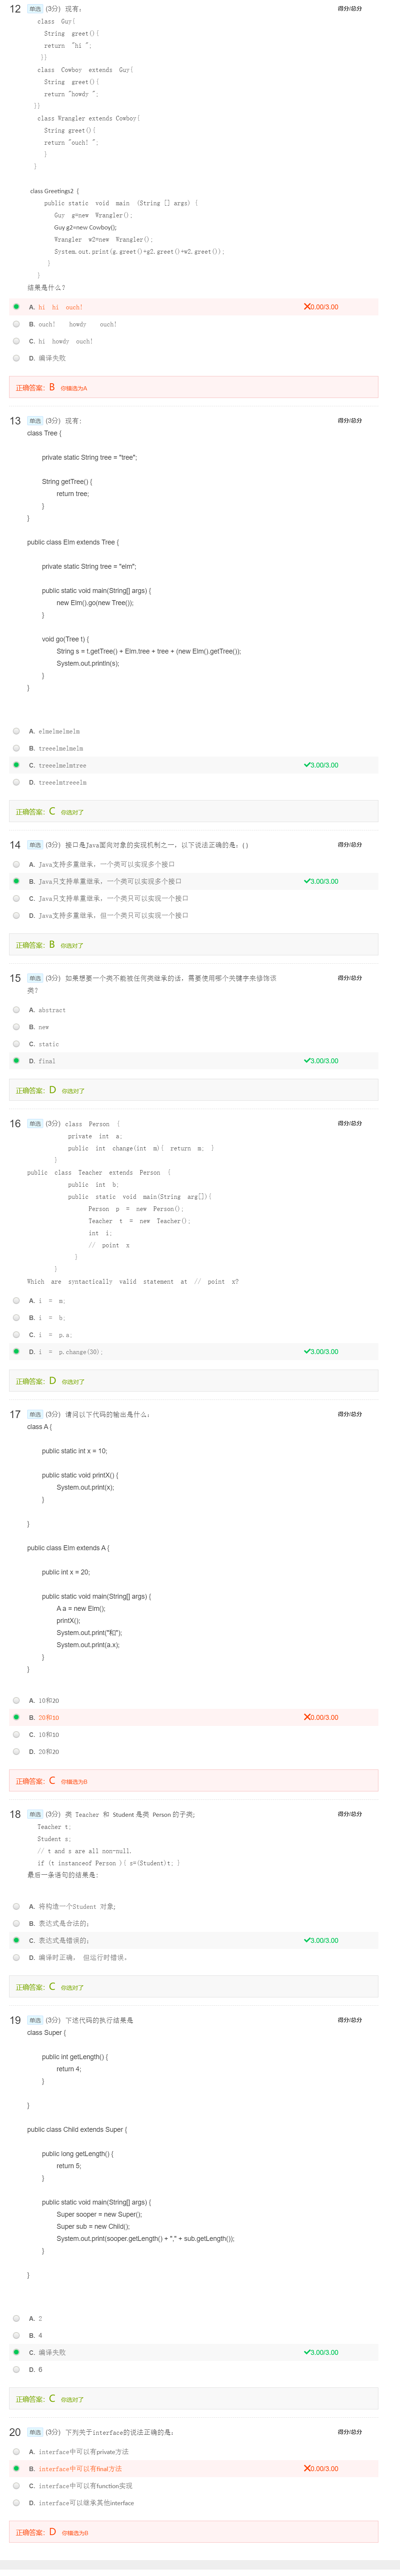 12 单选 (3分) 现有: 得分/总分
class Guy{
String greet(){
return "hi ";
}}
class Cowboy extends Guy{
String greet(){
return "howdy ";
}}
class Wrangler extends Cowboy{
String greet(){
return "ouch! ";
}
}
class Greetings2 {
public static void main (String [] args) {
Guy g=new Wrangler();
Guy g2=new Cowboy();
Wrangler w2=new Wrangler();
System.out.print(g.greet()+g2.greet()+w2.greet());
}
}
结果是什么?
A. hi hi ouch! 0.00/3.00
B. ouch! howdy ouch!
C. hi howdy ouch!
D. 编译失败
正确答案:B 你错选为A
13 单选 (3分) 现有: 得分/总分
class Tree {
private static String tree = "tree";
String getTree() {
return tree;
}
}
public class Elm extends Tree {
private static String tree = "elm";
public static void main(String[] args) {
new Elm().go(new Tree());
}
void go(Tree t) {
String s = t.getTree() + Elm.tree + tree + (new Elm().getTree());
System.out.println(s);
}
}
A. elmelmelmelm
B. treeelmelmelm
C. treeelmelmtree 3.00/3.00
D. treeelmtreeelm
正确答案:C 你选对了
14 单选 (3分) 接口是Java面向对象的实现机制之一,以下说法正确的是:() 得分/总分
A. Java支持多重继承,一个类可以实现多个接口
B. Java只支持单重继承,一个类可以实现多个接口 3.00/3.00
C. Java只支持单重继承,一个类只可以实现一个接口
D. Java支持多重继承,但一个类只可以实现一个接口
正确答案:B 你选对了
15 单选 (3分) 如果想要一个类不能被任何类继承的话,需要使用哪个关键字来修饰该 得分/总分
类?
A. abstract
B. new
C. static
D. final 3.00/3.00
正确答案:D 你选对了
16 单选 (3分) class Person { 得分/总分
private int a;
public int change(int m){ return m; }
}
public class Teacher extends Person {
public int b;
public static void main(String arg[]){
Person p = new Person();
Teacher t = new Teacher();
int i;
// point x
}
}
Which are syntactically valid statement at // point x?
A. i = m;
B. i = b;
C. i = p.a;
D. i = p.change(30); 3.00/3.00
正确答案:D 你选对了
17 单选 (3分) 请问以下代码的输出是什么: 得分/总分
class A {
public static int x = 10;
public static void printX() {
System.out.print(x);
}
}
public class Elm extends A {
public int x = 20;
public static void main(String[] args) {
A a = new Elm();
printX();
System.out.print("和");
System.out.print(a.x);
}
}
A. 10和20
B. 20和10 0.00/3.00
C. 10和10
D. 20和20
正确答案:C 你错选为B
18 单选 (3分) 类 Teacher 和 Student 是类 Person 的子类; 得分/总分
Teacher t;
Student s;
// t and s are all non-null.
if (t instanceof Person ){ s=(Student)t; }
最后一条语句的结果是:
A. 将构造一个Student 对象;
B. 表达式是合法的;
C. 表达式是错误的; 3.00/3.00
D. 编译时正确, 但运行时错误。
正确答案:C 你选对了
19 单选 (3分) 下述代码的执行结果是 得分/总分
class Super {
public int getLength() {
return 4;
}
}
public class Child extends Super {
public long getLength() {
return 5;
}
public static void main(String[] args) {
Super sooper = new Super();
Super sub = new Child();
System.out.print(sooper.getLength() + "," + sub.getLength());
}
}
A. 2
B. 4
C. 编译失败 3.00/3.00
D. 6
正确答案:C 你选对了
20 单选 (3分) 下列关于interface的说法正确的是: 得分/总分
A. interface中可以有private方法
B. interface中可以有final方法 0.00/3.00
C. interface中可以有function实现
D. interface可以继承其他interface
正确答案:D 你错选为B